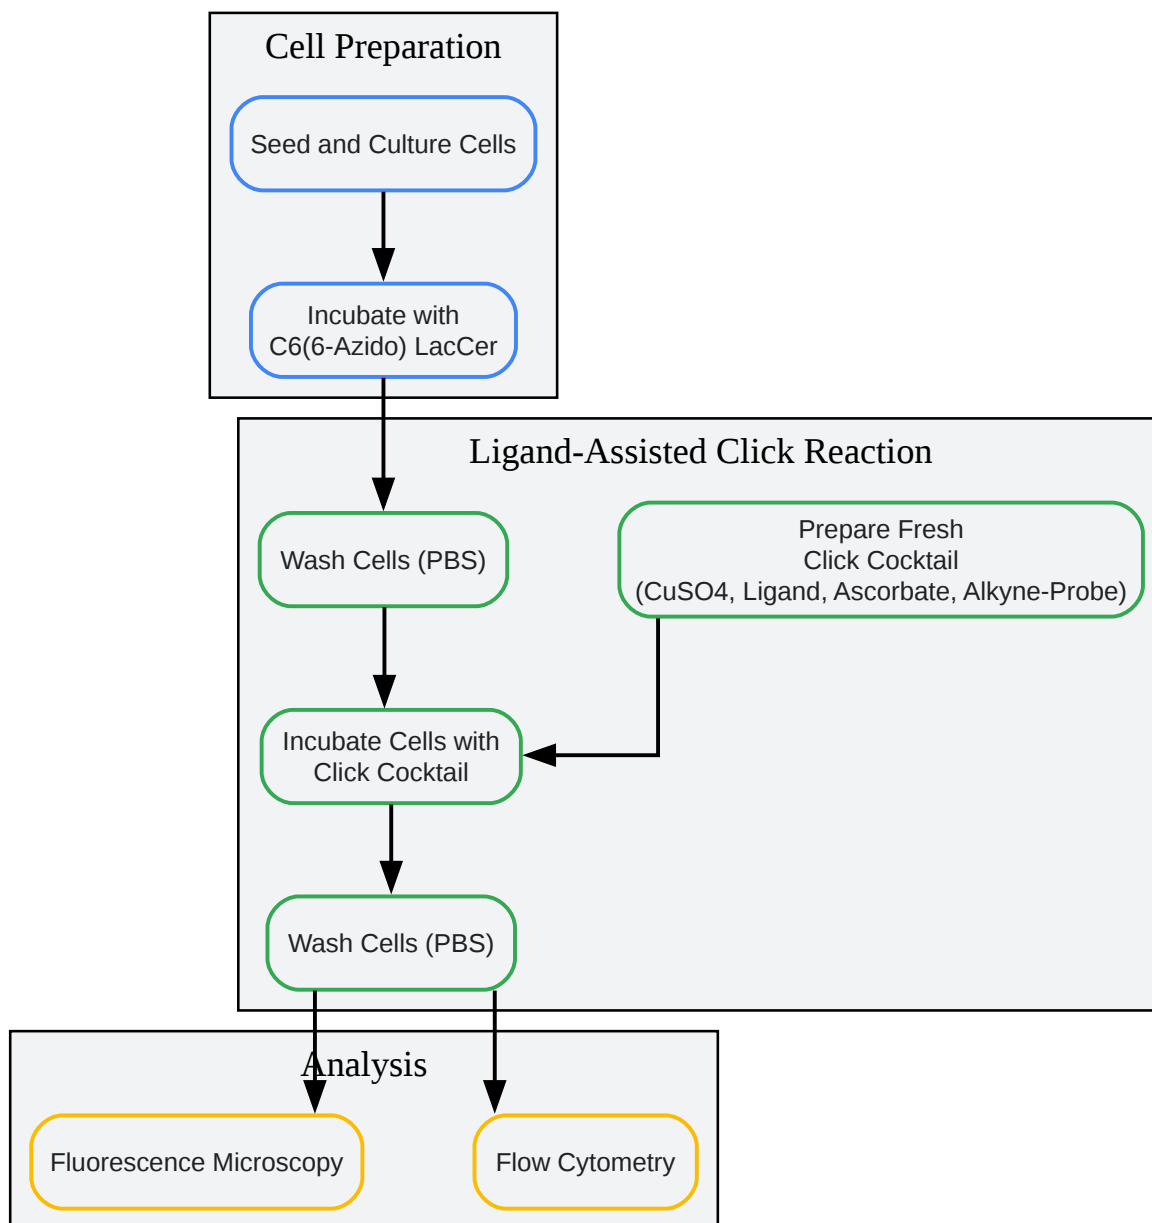 Cell Preparation
Seed and Culture Cells
Incubate with
C6(6-Azido) LacCer
Ligand-Assisted Click Reaction
Wash Cells (PBS)
Prepare Fresh
Click Cocktail
(CuSO4, Ligand, Ascorbate, Alkyne-Probe)
Incubate Cells with
Click Cocktail
Wash Cells (PBS)
Analysis
Fluorescence Microscopy
Flow Cytometry